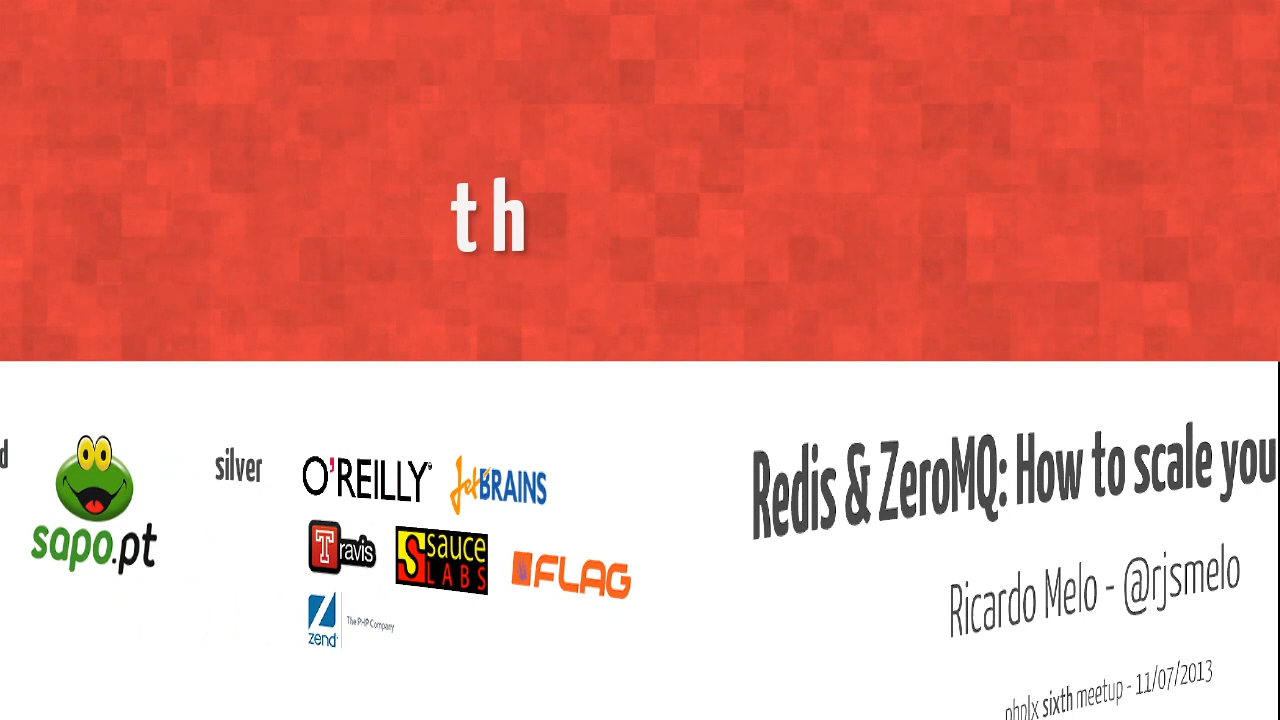 th
d
silver
O'REILLY
JetBRAINS
Travis
sauce
LABS
FLAG
sapo.pt
zend
The PHP Company
Redis & ZeroMQ: How to scale you
Ricardo Melo - @rjsmelo
phplx sixth meetup - 11/07/2013